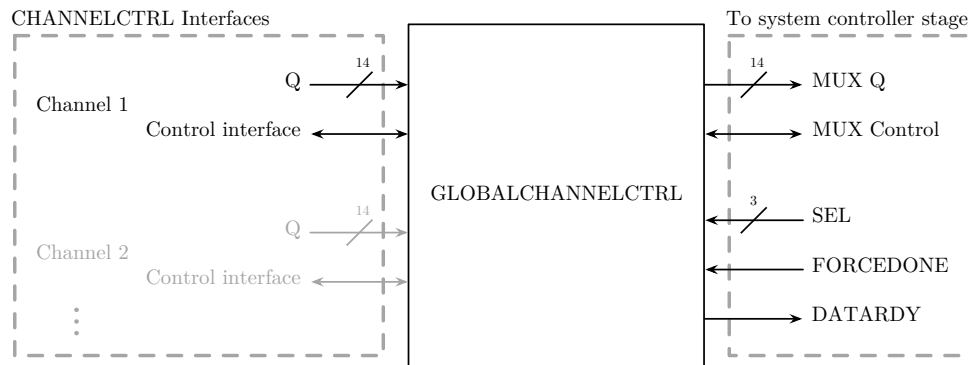 CHANNELCTRL Interfaces
To system controller stage
14
Q
Channel 1
Control interface
14
Q
Channel 2
Control interface
⋮
GLOBALCHANNELCTRL
14
MUX Q
MUX Control
3
SEL
FORCEDONE
DATARDY